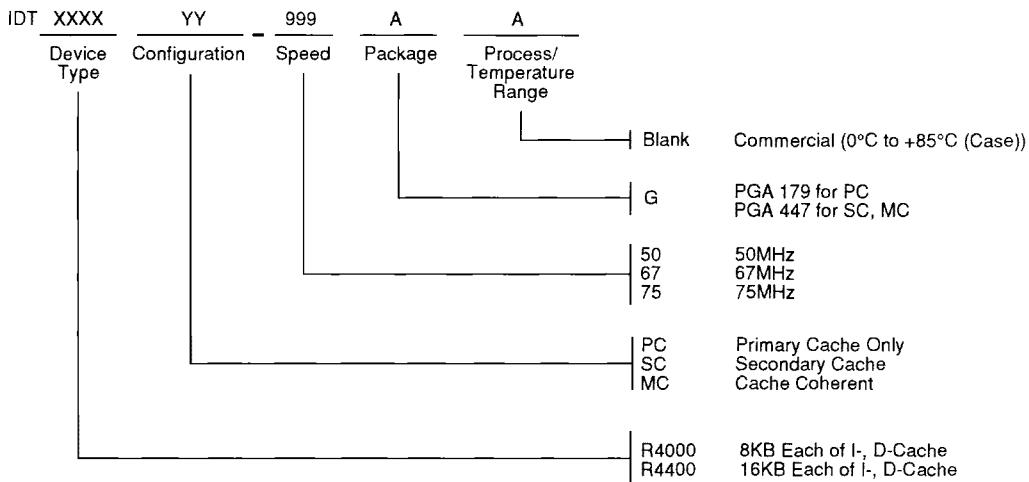 IDT XXXX YY - 999 A A
Device Type
Configuration
Speed
Package
Process/
Temperature
Range
Blank Commercial (0°C to +85°C (Case))
G PGA 179 for PC
PGA 447 for SC, MC
50 50MHz
67 67MHz
75 75MHz
PC Primary Cache Only
SC Secondary Cache
MC Cache Coherent
R4000 8KB Each of I-, D-Cache
R4400 16KB Each of I-, D-Cache